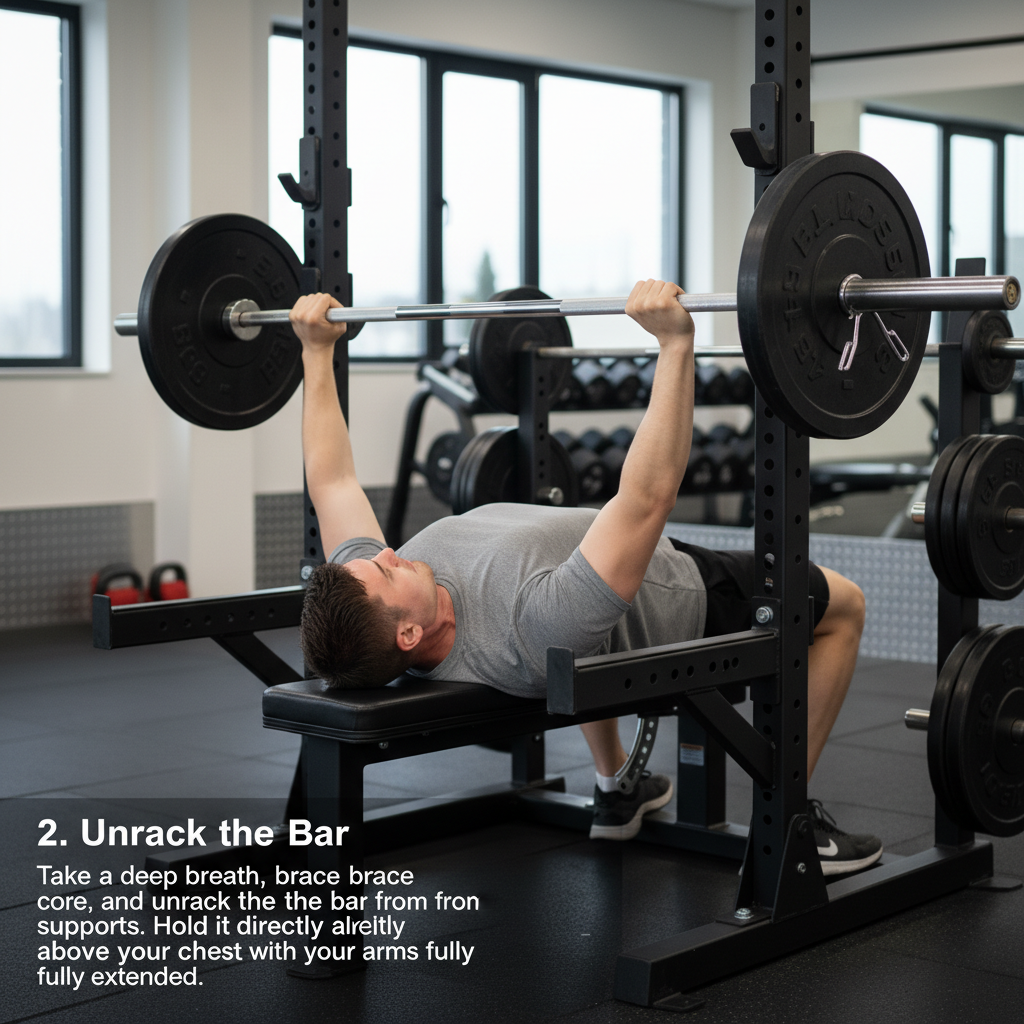 2. Unrack the Bar
Take a deep breath, brace brace
core, and unrack the the bar from fron
supports. Hold it directly alreitly
above your chest with your arms fully
fully extended.